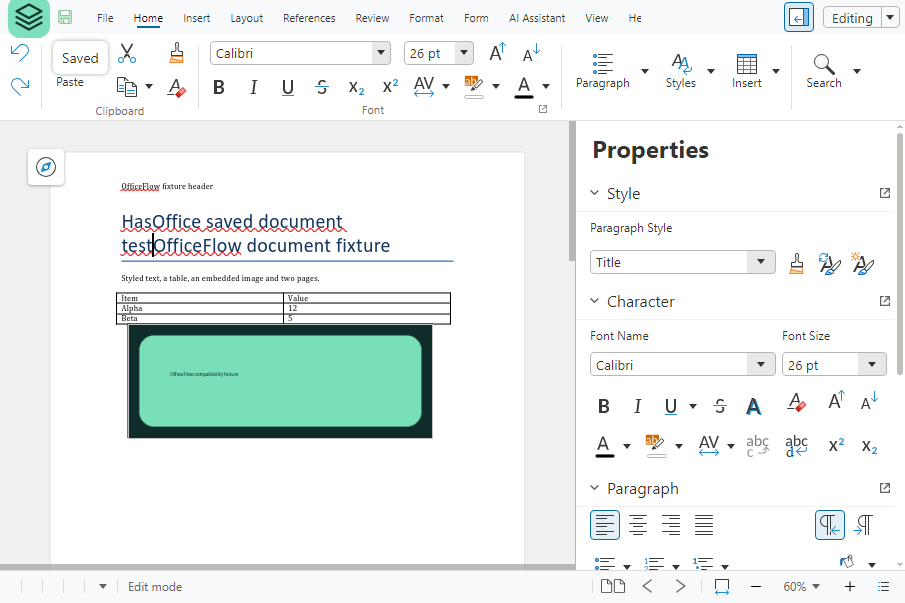 File Home Insert Layout References Review Format Form AI Assistant View He
Editing
Saved
Paste
Clipboard
Calibri
26 pt
Font
Paragraph
Styles
Insert
Search
OfficeFlow fixture header
HasOffice saved document
testOfficeFlow document fixture
Styled text, a table, an embedded image and two pages.
Item Value
Alpha 12
Beta 5
OfficeFlow compatibility fixture
Properties
Style
Paragraph Style
Title
Character
Font Name Font Size
Calibri 26 pt
Paragraph
Edit mode
60%